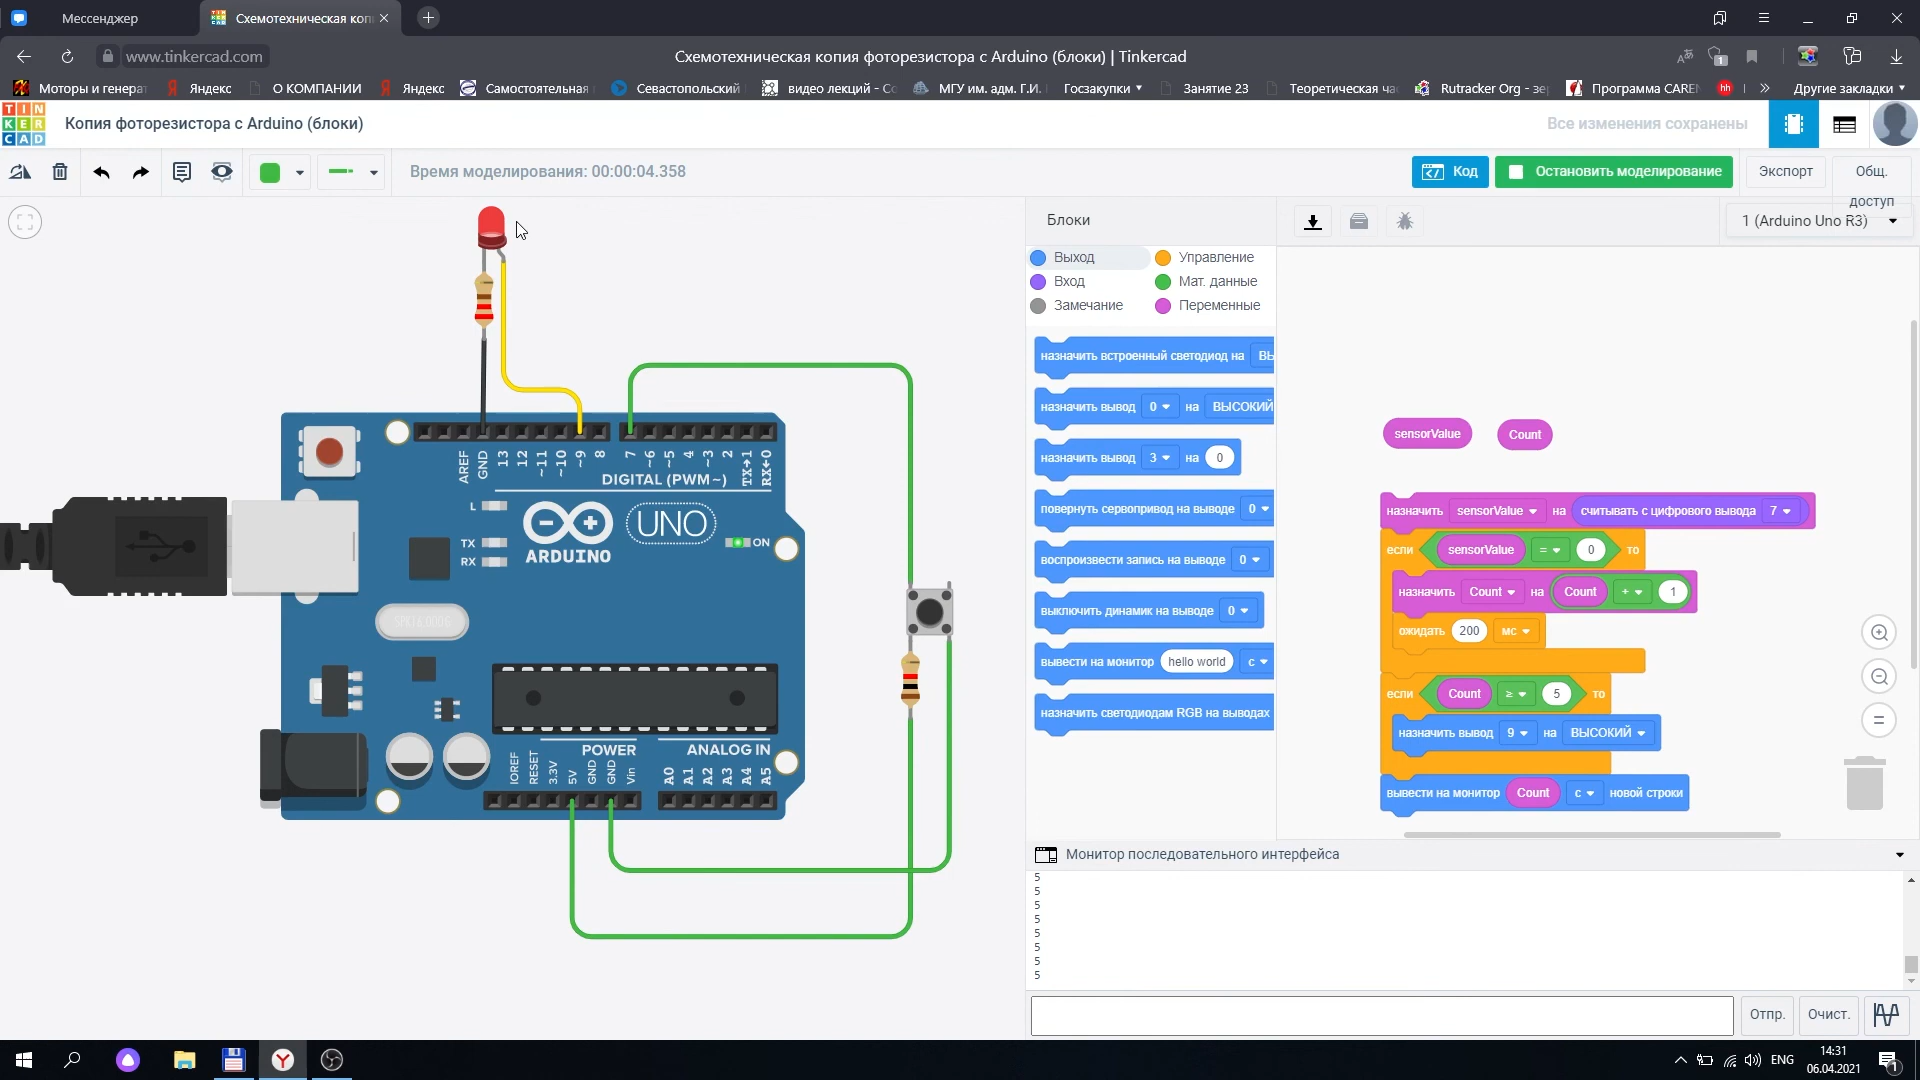 Мессенджер
Схемотехническая коп
www.tinkercad.com
Схемотехническая копия фоторезистора с Arduino (блоки) | Tinkercad
1
Моторы и генера
Яндекс
О КОМПАНИИ
Яндекс
Самостоятельная
Севастопольский
видео лекций - Со
МГУ им. адм. Г.И.
Госзакупки
Занятие 23
Теоретическая ча
Rutracker Org - зе
Программа CAREN
hh
Другие закладки
TIN
KER
CAD
Копия фоторезистора с Arduino (блоки)
Все изменения сохранены
Время моделирования: 00:00:04.358
Код
Остановить моделирование
Экспорт
Общ.
доступ
1 (Arduino Uno R3)
Блоки
Выход
Управление
Вход
Мат. данные
Замечание
Переменные
назначить встроенный светодиод на ВЫ
назначить вывод 0 на ВЫСОКИЙ
назначить вывод 3 на 0
повернуть сервопривод на выводе 0
воспроизвести запись на выводе 0
выключить динамик на выводе 0
вывести на монитор hello world с
назначить светодиодам RGB на выводах
sensorValue
Count
назначить sensorValue на считывать с цифрового вывода 7
если sensorValue = 0 то
назначить Count на Count + 1
ожидать 200 мс
если Count ≥ 5 то
назначить вывод 9 на ВЫСОКИЙ
вывести на монитор Count с новой строки
AREF
GND
13
12
~11
~10
~9
8
7
~6
~5
4
~3
2
TX→1
RX←0
DIGITAL (PWM~)
L
TX
RX
ARDUINO
UNO
ON
POWER
ANALOG IN
IOREF
RESET
3.3V
5V
GND
GND
Vin
A0
A1
A2
A3
A4
A5
Монитор последовательного интерфейса
5
5
5
5
5
5
5
5
Отпр.
Очист.
ENG
14:31
06.04.2021
1